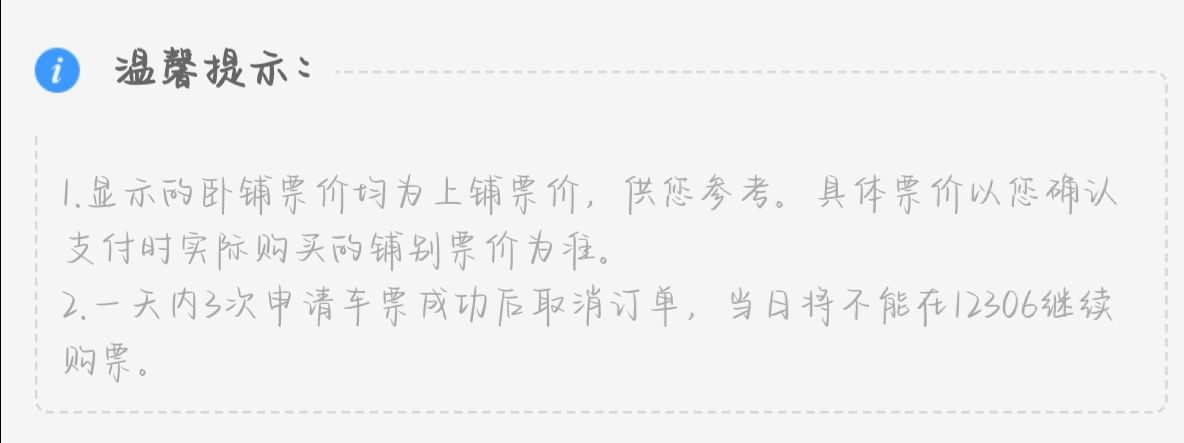 温馨提示：
1.显示的卧铺票价均为上铺票价，供您参考。具体票价以您确认
支付时实际购买的铺别票价为准。
2.一天内3次申请车票成功后取消订单，当日将不能在12306继续
购票。